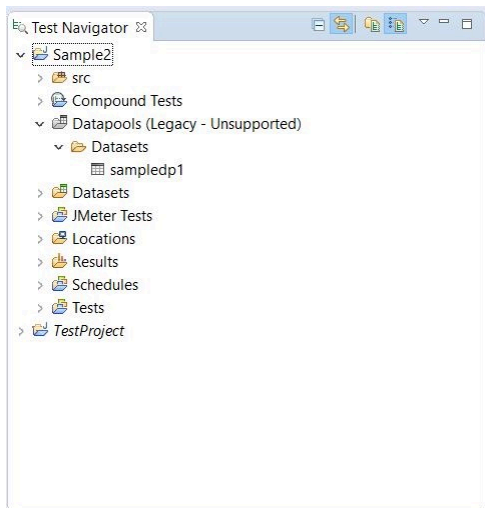 Test Navigator
Sample2
src
Compound Tests
Datapools (Legacy - Unsupported)
Datasets
sampledp1
Datasets
JMeter Tests
Locations
Results
Schedules
Tests
TestProject